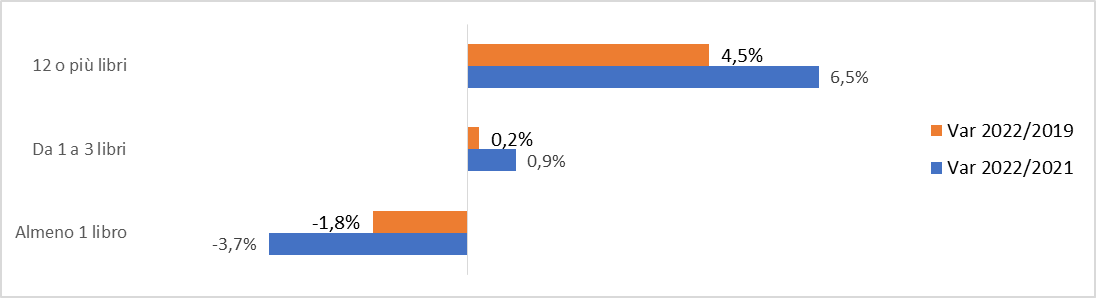 12 o più libri
4,5%
6,5%
Da 1 a 3 libri
0,2%
0,9%
Almeno 1 libro
-1,8%
-3,7%
Var 2022/2019
Var 2022/2021